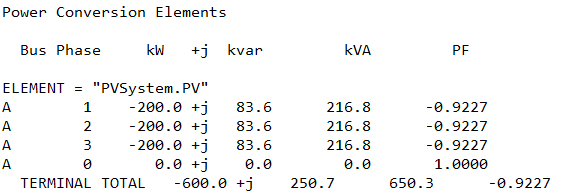 Power Conversion Elements
Bus Phase kW +j kvar kVA PF
ELEMENT = "PVSystem.PV"
A 1 -200.0 +j 83.6 216.8 -0.9227
A 2 -200.0 +j 83.6 216.8 -0.9227
A 3 -200.0 +j 83.6 216.8 -0.9227
A 0 0.0 +j 0.0 0.0 1.0000
TERMINAL TOTAL -600.0 +j 250.7 650.3 -0.9227